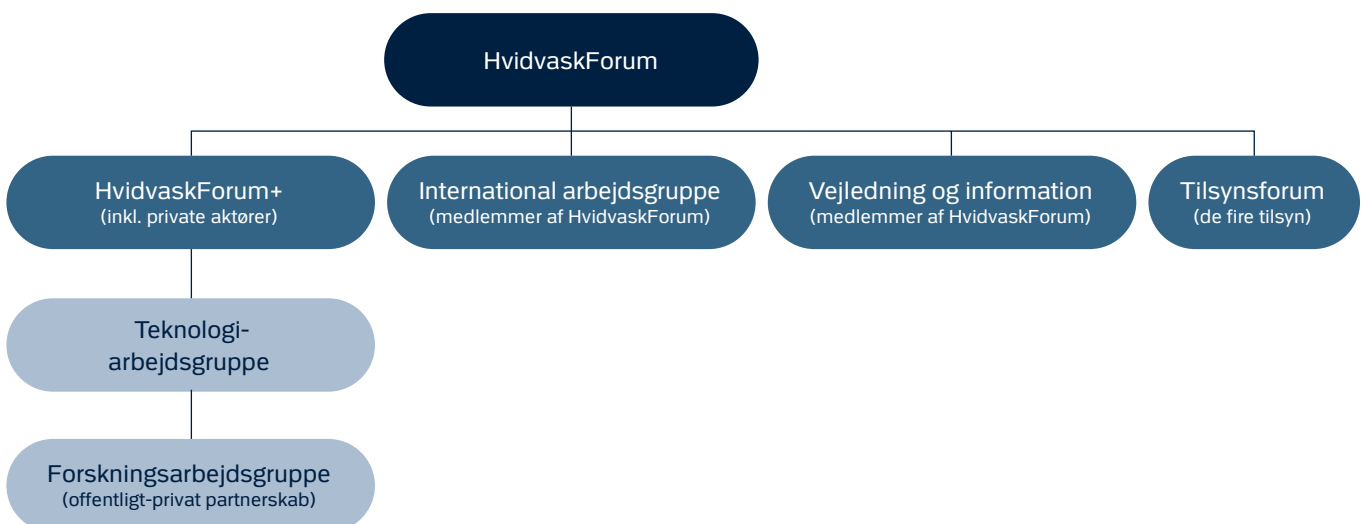 HvidvaskForum
HvidvaskForum+
(inkl. private aktører)
International arbejdsgruppe
(medlemmer af HvidvaskForum)
Vejledning og information
(medlemmer af HvidvaskForum)
Tilsynsforum
(de fire tilsyn)
Teknologi-
arbejdsgruppe
Forskningsarbejdsgruppe
(offentligt-privat partnerskab)